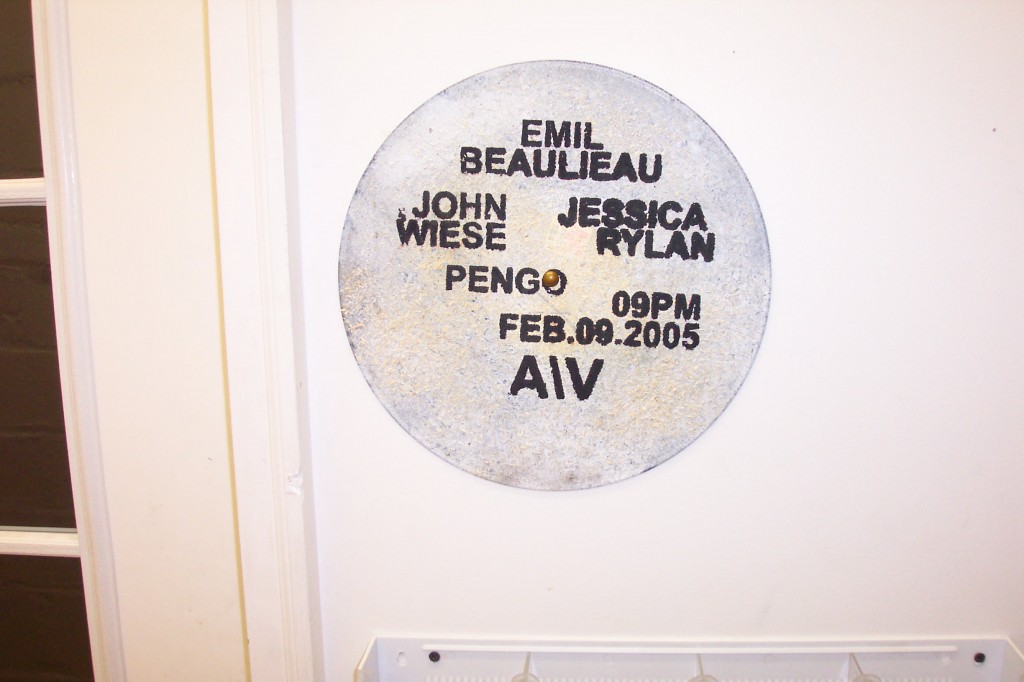 EMIL
BEAULIEAU
JOHN
WIESE
JESSICA
RYLAN
PENGO
09PM
FEB.09.2005
A\V